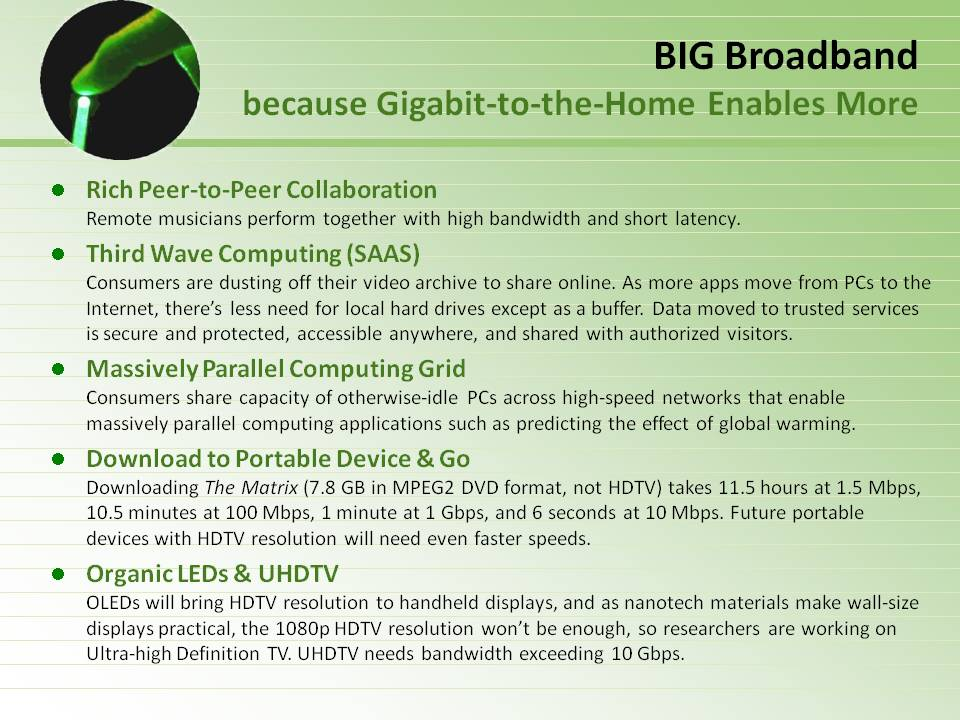 BIG Broadband
because Gigabit-to-the-Home Enables More
Rich Peer-to-Peer Collaboration
Remote musicians perform together with high bandwidth and short latency.
Third Wave Computing (SAAS)
Consumers are dusting off their video archive to share online. As more apps move from PCs to the
Internet, there’s less need for local hard drives except as a buffer. Data moved to trusted services
is secure and protected, accessible anywhere, and shared with authorized visitors.
Massively Parallel Computing Grid
Consumers share capacity of otherwise-idle PCs across high-speed networks that enable
massively parallel computing applications such as predicting the effect of global warming.
Download to Portable Device & Go
Downloading The Matrix (7.8 GB in MPEG2 DVD format, not HDTV) takes 11.5 hours at 1.5 Mbps,
10.5 minutes at 100 Mbps, 1 minute at 1 Gbps, and 6 seconds at 10 Mbps. Future portable
devices with HDTV resolution will need even faster speeds.
Organic LEDs & UHDTV
OLEDs will bring HDTV resolution to handheld displays, and as nanotech materials make wall-size
displays practical, the 1080p HDTV resolution won’t be enough, so researchers are working on
Ultra-high Definition TV. UHDTV needs bandwidth exceeding 10 Gbps.